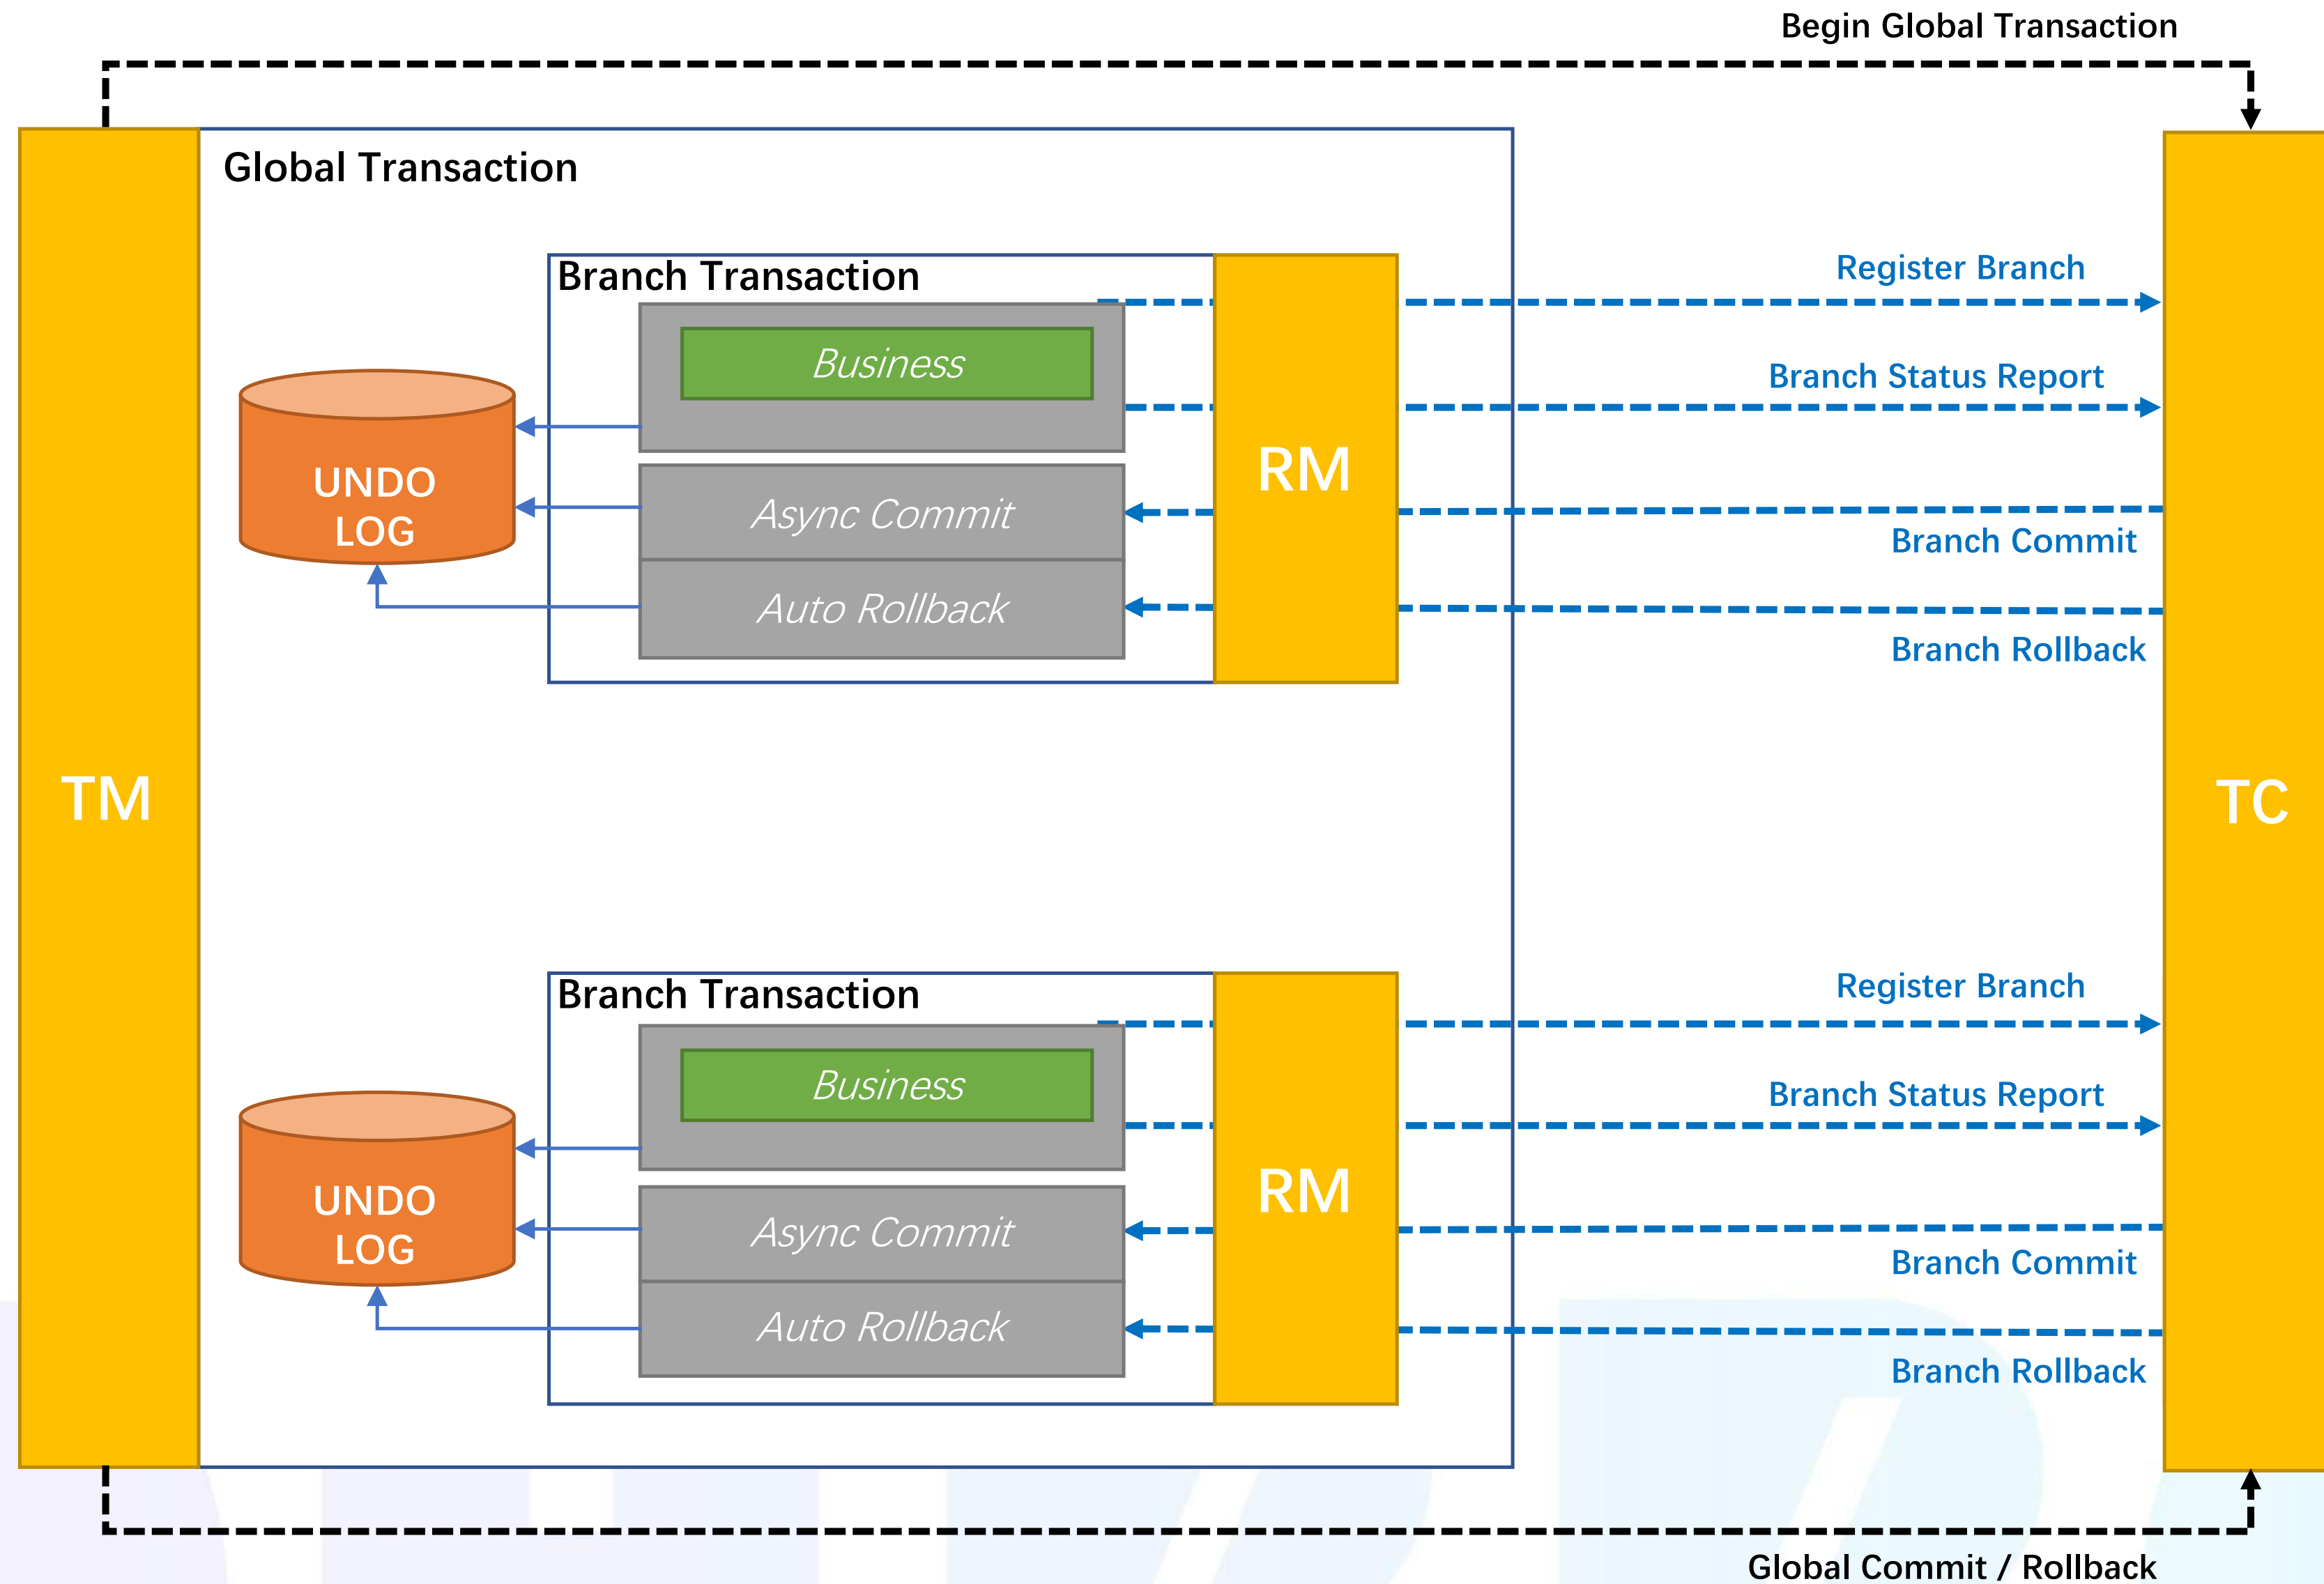 Begin Global Transaction
Global Transaction
Branch Transaction
Register Branch
Business
Branch Status Report
UNDO
LOG
RM
Async Commit
Branch Commit
Auto Rollback
Branch Rollback
TM
TC
Branch Transaction
Register Branch
Business
Branch Status Report
UNDO
LOG
RM
Async Commit
Branch Commit
Auto Rollback
Branch Rollback
Global Commit / Rollback